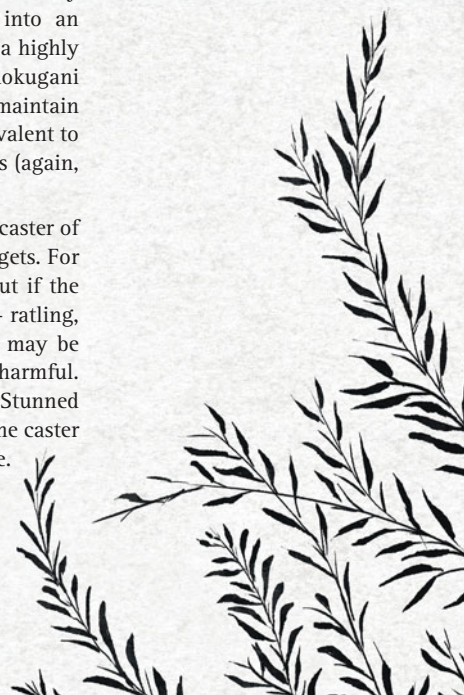 into an
a highly
okugani
maintain
valent to
s (again,
caster of
gets. For
ut if the
- ratling,
may be
harmful.
Stunned
he caster
e.